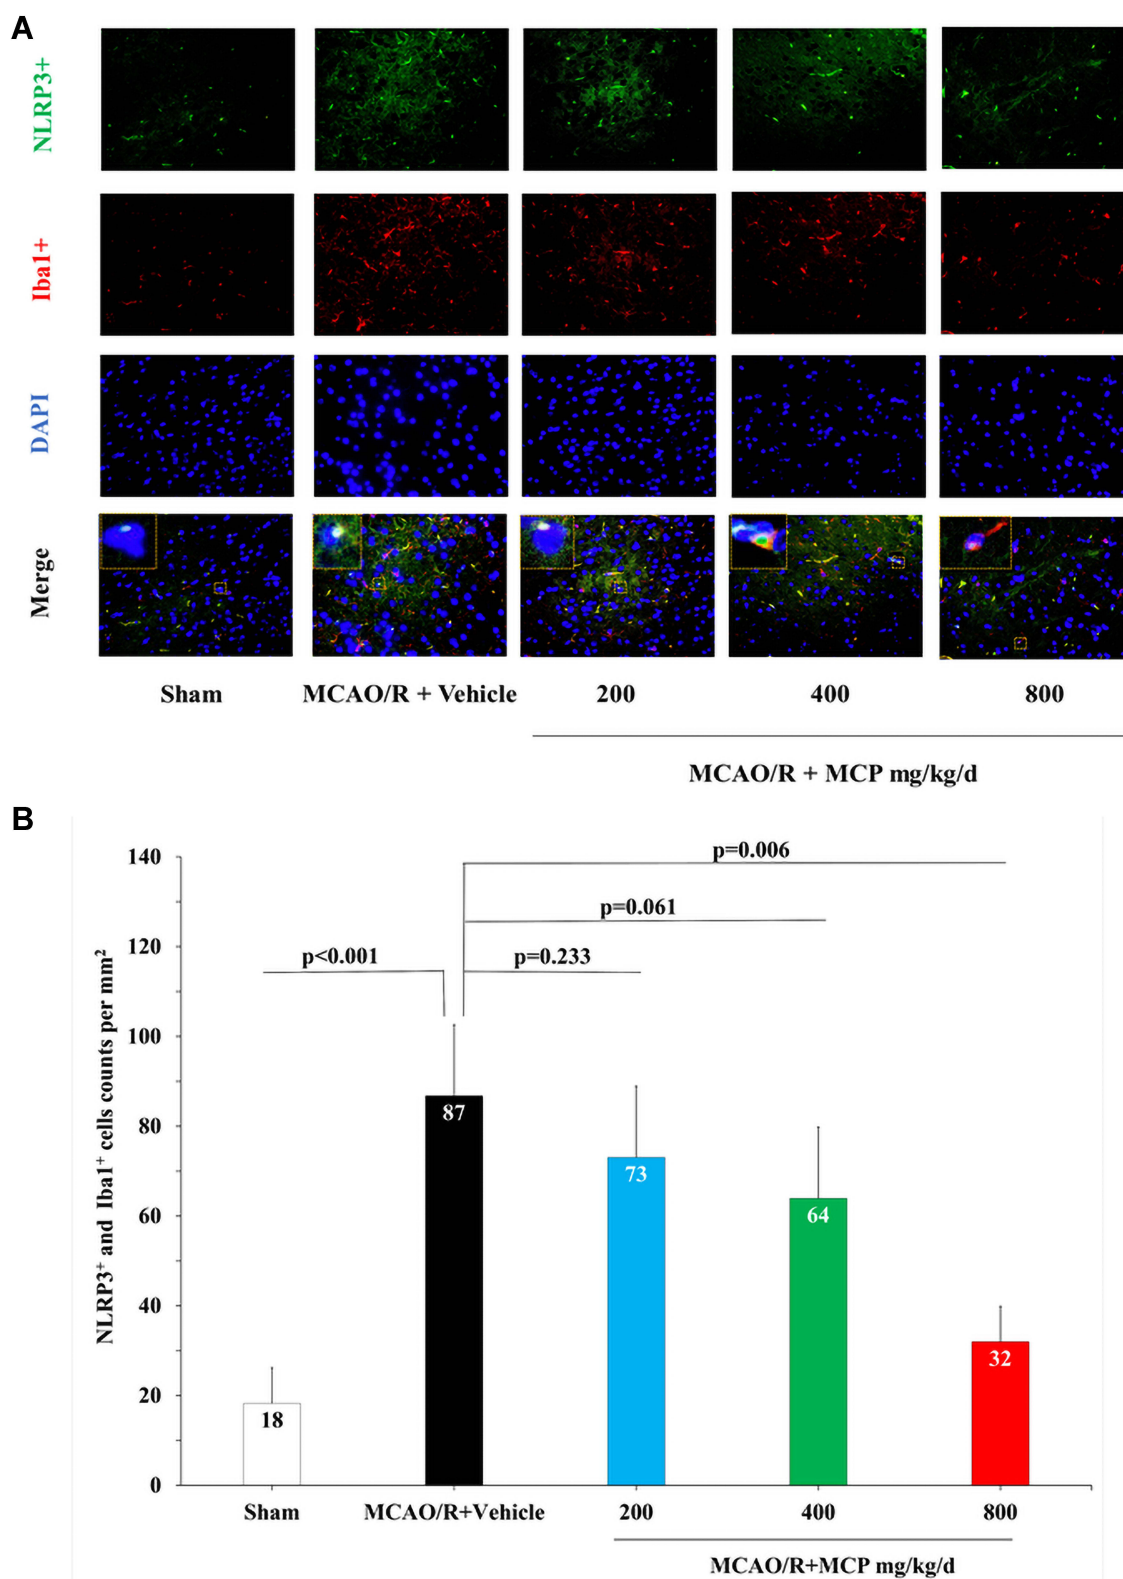 A
NLRP3+
Iba1+
DAPI
Merge
Sham
MCAO/R + Vehicle
200
400
800
MCAO/R + MCP mg/kg/d
B
NLRP3⁺ and Iba1⁺ cells counts per mm²
140
120
100
80
60
40
20
0
p=0.006
p=0.061
p<0.001
p=0.233
87
73
64
32
18
Sham
MCAO/R+Vehicle
200
400
800
MCAO/R+MCP mg/kg/d